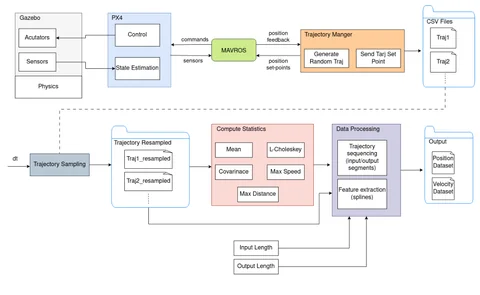 Gazebo
Acutators
Sensors
Physics
PX4
Control
State Estimation
commands
sensors
MAVROS
position
feedback
position
set-points
Trajectory Manger
Generate
Random Traj
Send Tarj Set
Point
CSV Files
Traj1
Traj2
dt
Trajectory Sampling
Trajectory Resampled
Traj1_resampled
Traj2_resampled
Compute Statistics
Mean
L-Choleskey
Covarinace
Max Speed
Max Distance
Data Processing
Trajectory
sequencing
(input/output
segments)
Feature extraction
(splines)
Output
Position
Dataset
Velocity
Dataset
Input Length
Output Length